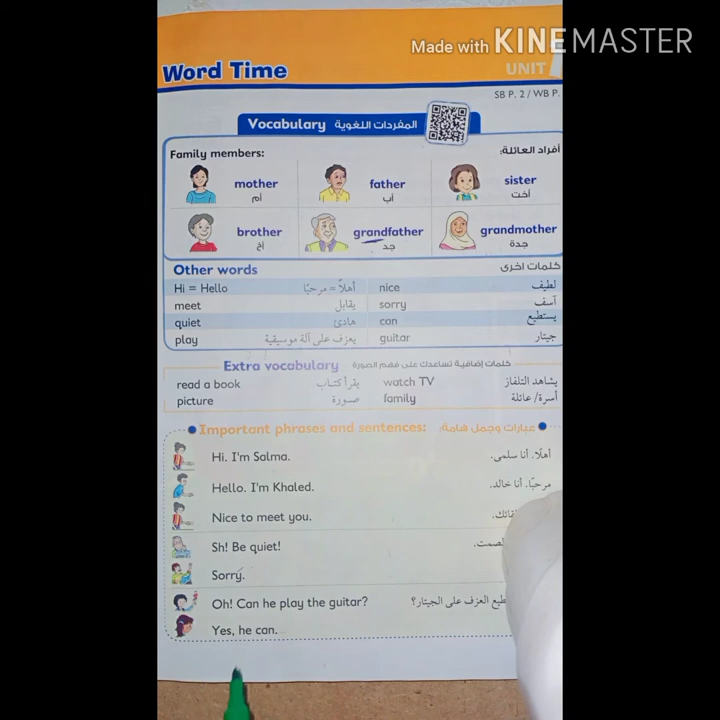 Made with KINEMASTER
Word Time
UNIT
SB P. 2 / WB P.
Vocabulary المفردات اللغوية
Family members: أفراد العائلة:
mother father sister
أم أب أخت
brother grandfather grandmother
أخ جد جدة
Other words كلمات اخرى
Hi = Hello أهلاً = مرحبًا nice لطيف
meet يقابل sorry آسف
quiet هادئ can يستطيع
play يعزف على آلة موسيقية guitar جيتار
Extra vocabulary كلمات إضافية تساعدك على فهم الصورة
read a book يقرأ كتاب watch TV يشاهد التلفاز
picture صورة family أسرة/ عائلة
Important phrases and sentences: عبارات وجمل هامة:
Hi. I'm Salma. أهلًا. أنا سلمى.
Hello. I'm Khaled. مرحبًا. أنا خالد.
Nice to meet you.
Sh! Be quiet!
Sorry.
Oh! Can he play the guitar? العزف على الجيتار؟
Yes, he can.